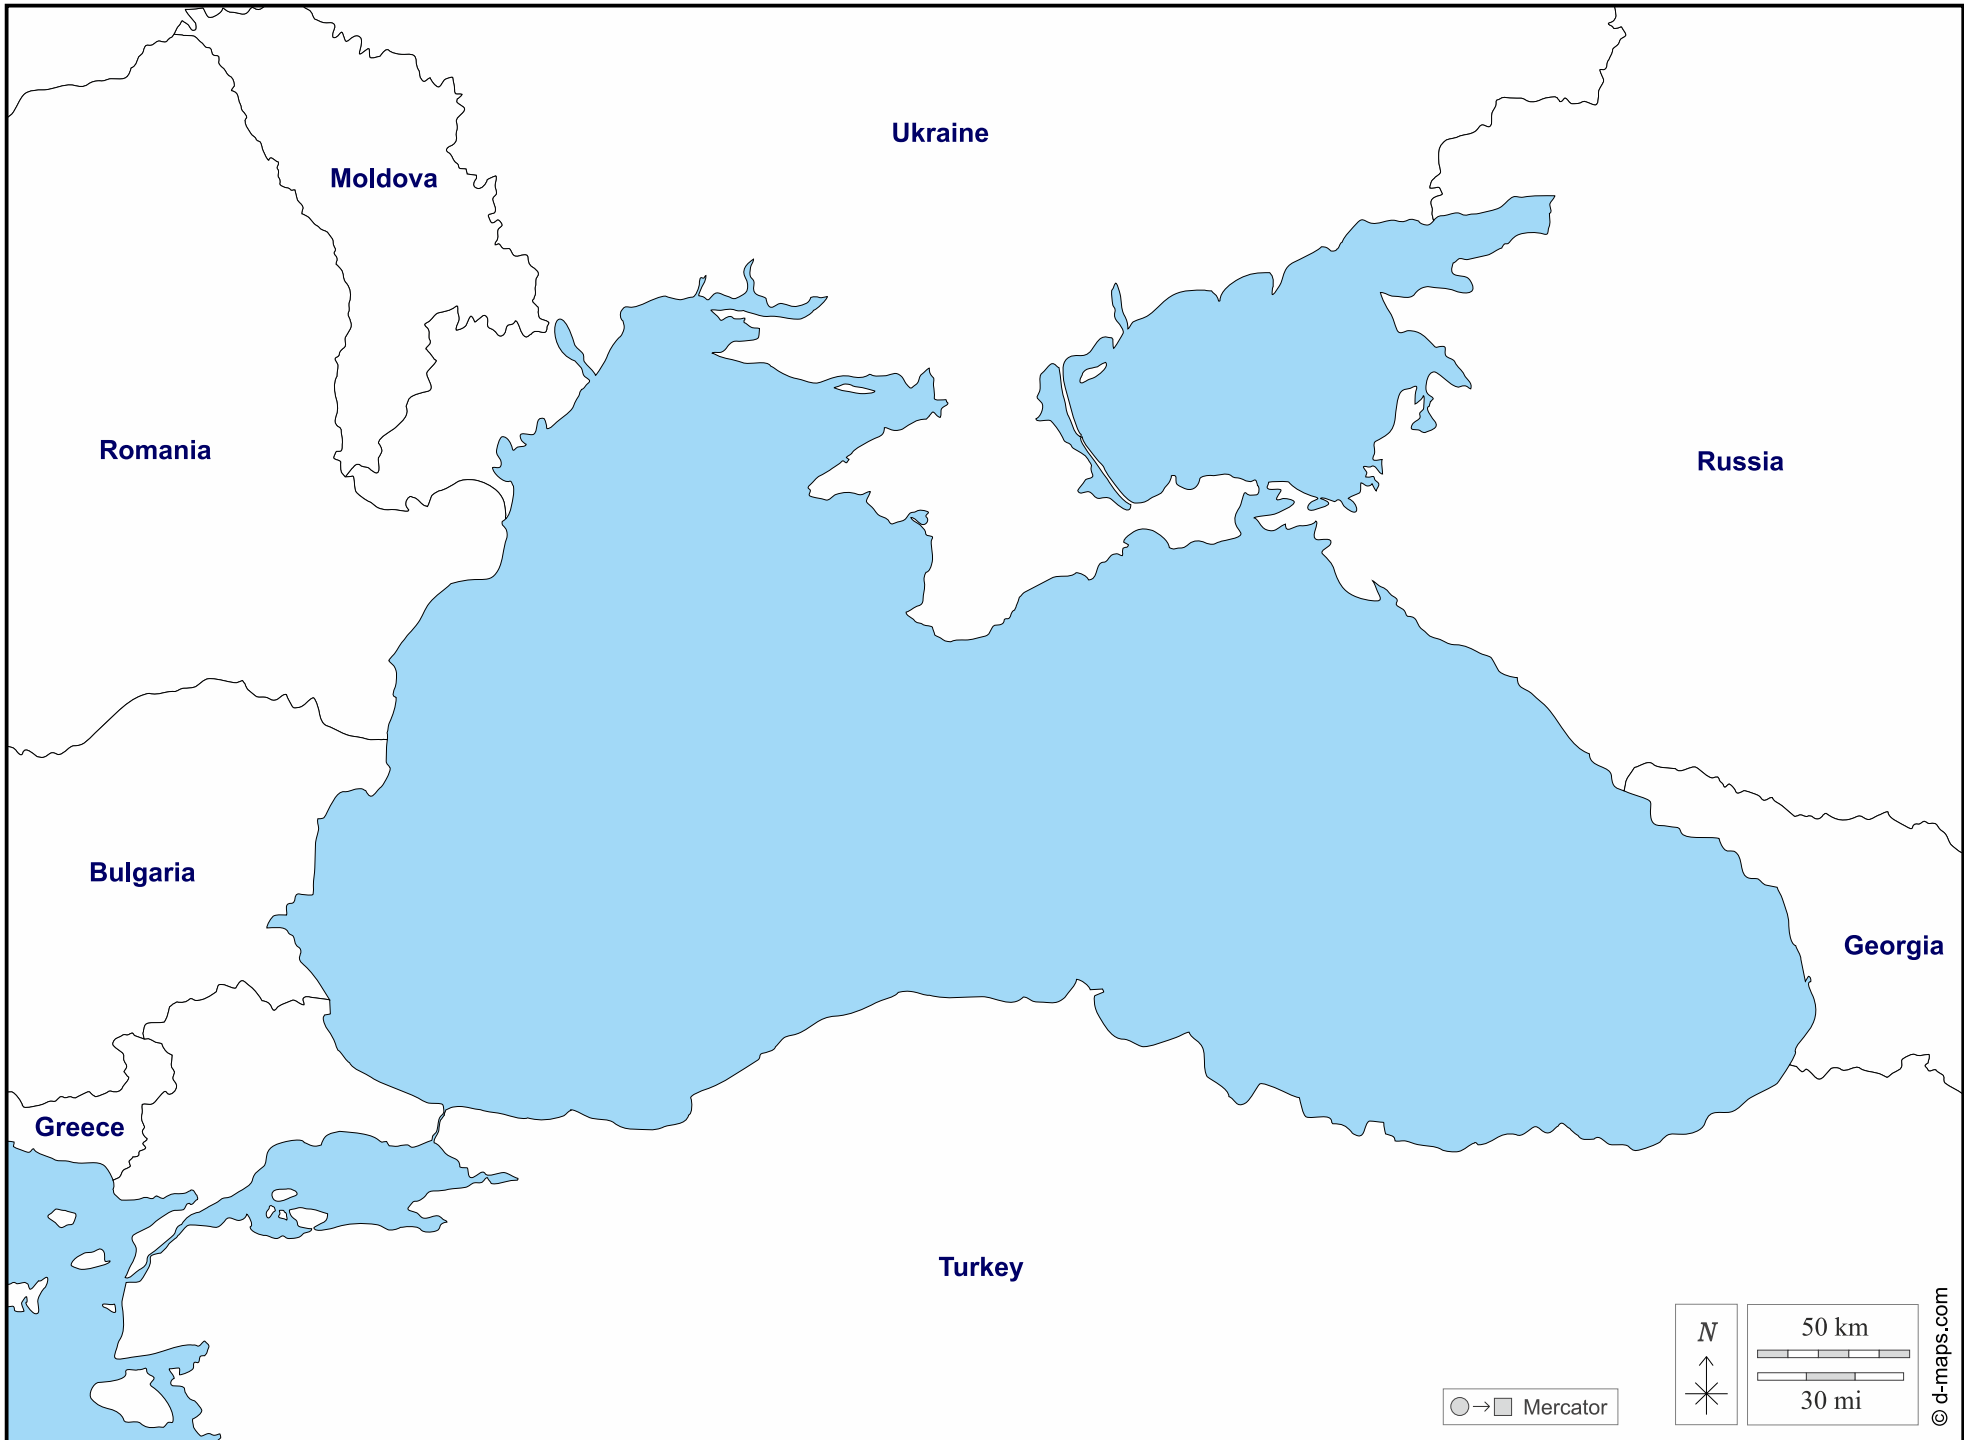 Ukraine
Moldova
Romania
Russia
Bulgaria
Georgia
Greece
Turkey
N
50 km
30 mi
Mercator
© d-maps.com